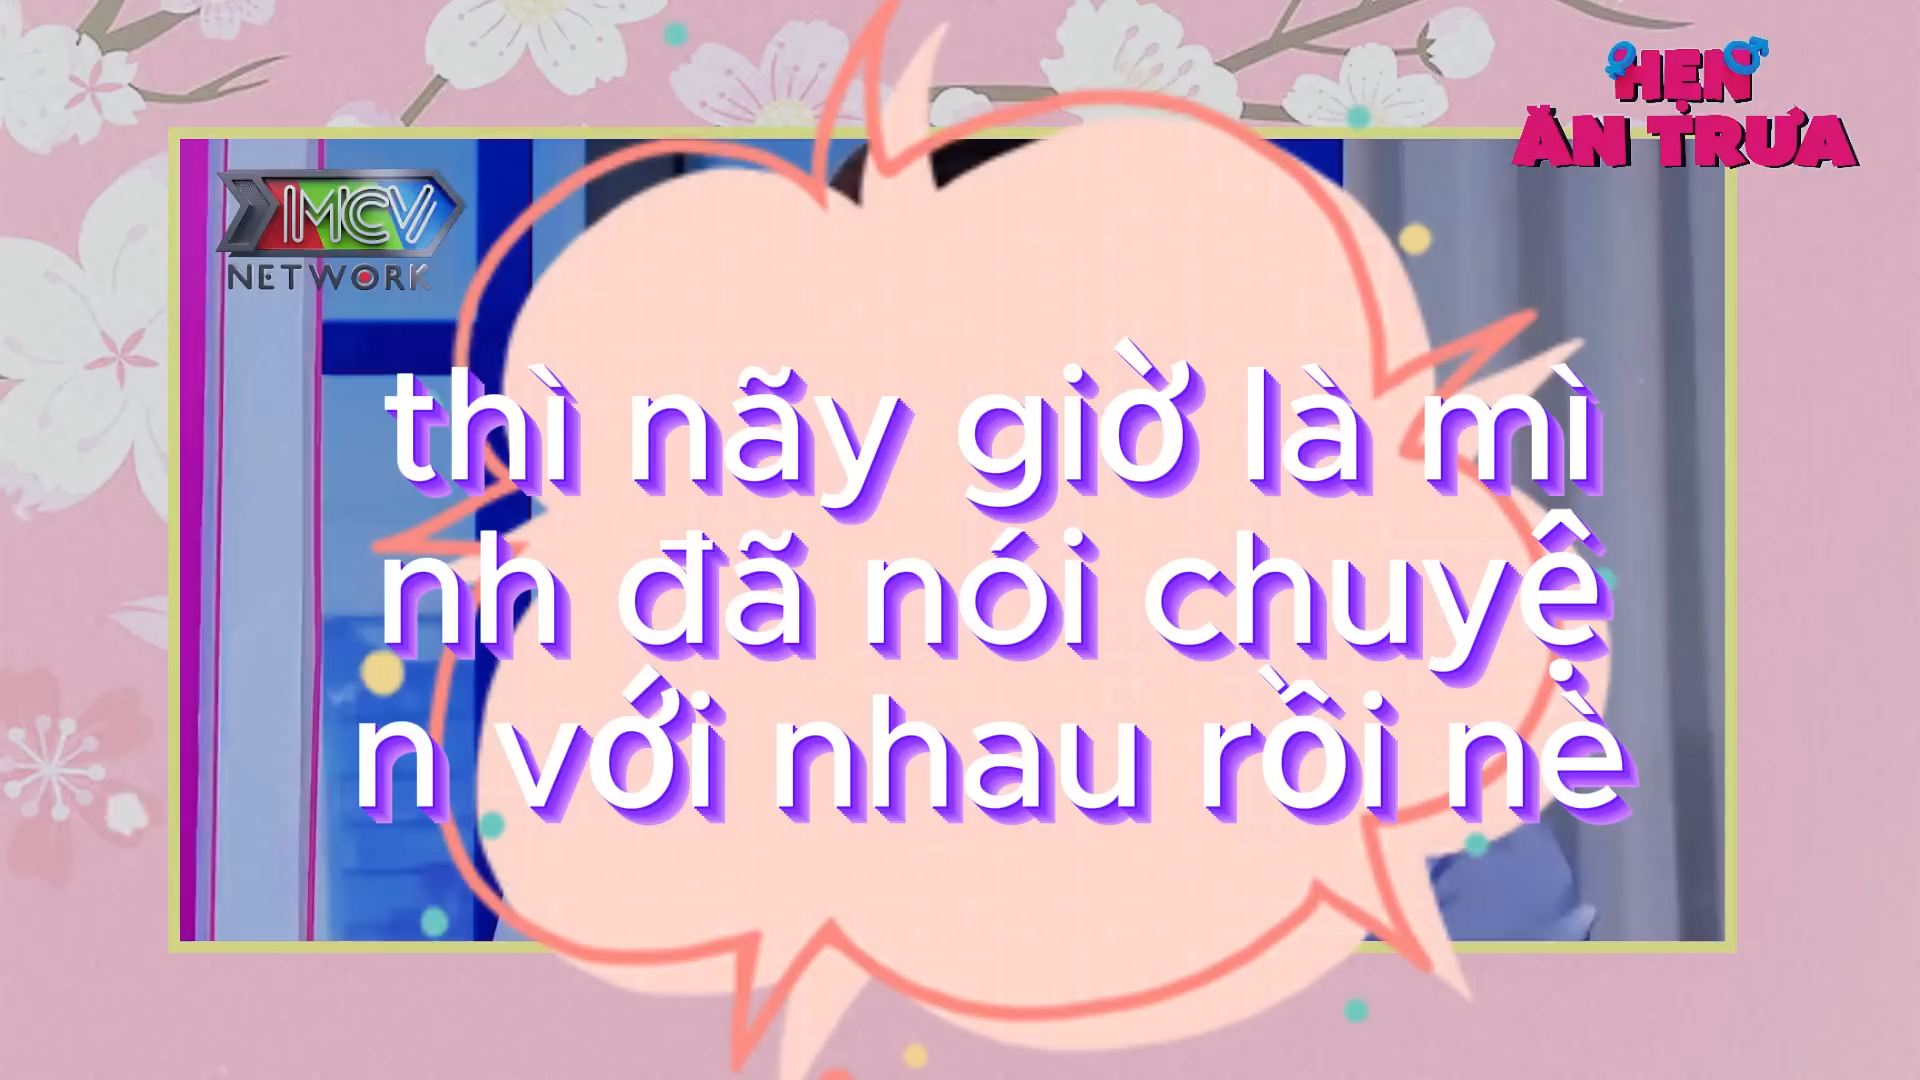 HẸN
ĂN TRƯA
MCV
NETWORK
thì nãy giờ là mì
nh đã nói chuyê
n với nhau rồi nè